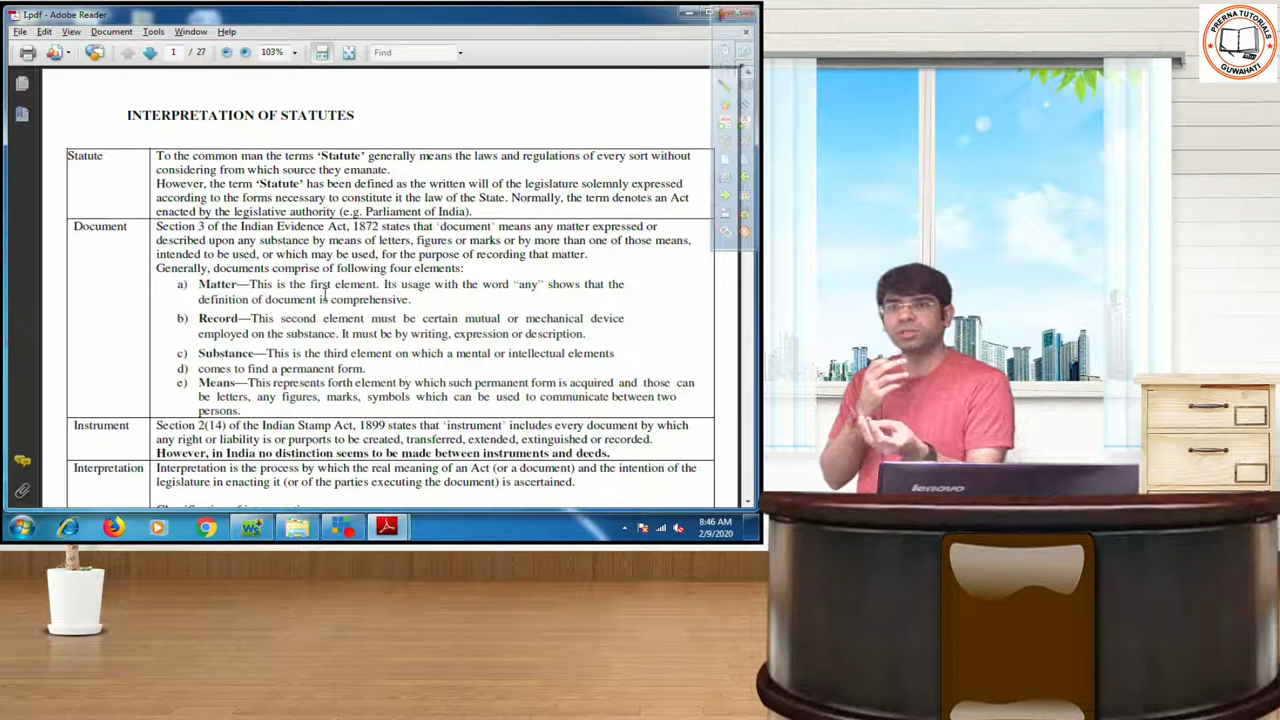 Lpdf - Adobe Reader
File Edit View Document Tools Window Help
1 / 27 103% Find
INTERPRETATION OF STATUTES
Statute
To the common man the terms ‘Statute’ generally means the laws and regulations of every sort without
considering from which source they emanate.
However, the term ‘Statute’ has been defined as the written will of the legislature solemnly expressed
according to the forms necessary to constitute it the law of the State. Normally, the term denotes an Act
enacted by the legislative authority (e.g. Parliament of India).
Document
Section 3 of the Indian Evidence Act, 1872 states that ‘document’ means any matter expressed or
described upon any substance by means of letters, figures or marks or by more than one of those means,
intended to be used, or which may be used, for the purpose of recording that matter.
Generally, documents comprise of following four elements:
a) Matter—This is the first element. Its usage with the word “any” shows that the
definition of document is comprehensive.
b) Record—This second element must be certain mutual or mechanical device
employed on the substance. It must be by writing, expression or description.
c) Substance—This is the third element on which a mental or intellectual elements
d) comes to find a permanent form.
e) Means—This represents forth element by which such permanent form is acquired and those can
be letters, any figures, marks, symbols which can be used to communicate between two
persons.
Instrument
Section 2(14) of the Indian Stamp Act, 1899 states that ‘instrument’ includes every document by which
any right or liability is or purports to be created, transferred, extended, extinguished or recorded.
However, in India no distinction seems to be made between instruments and deeds.
Interpretation
Interpretation is the process by which the real meaning of an Act (or a document) and the intention of the
legislature in enacting it (or of the parties executing the document) is ascertained.
8:46 AM
2/9/2020
lenovo
PRERNA TUTORIALS
GUWAHATI